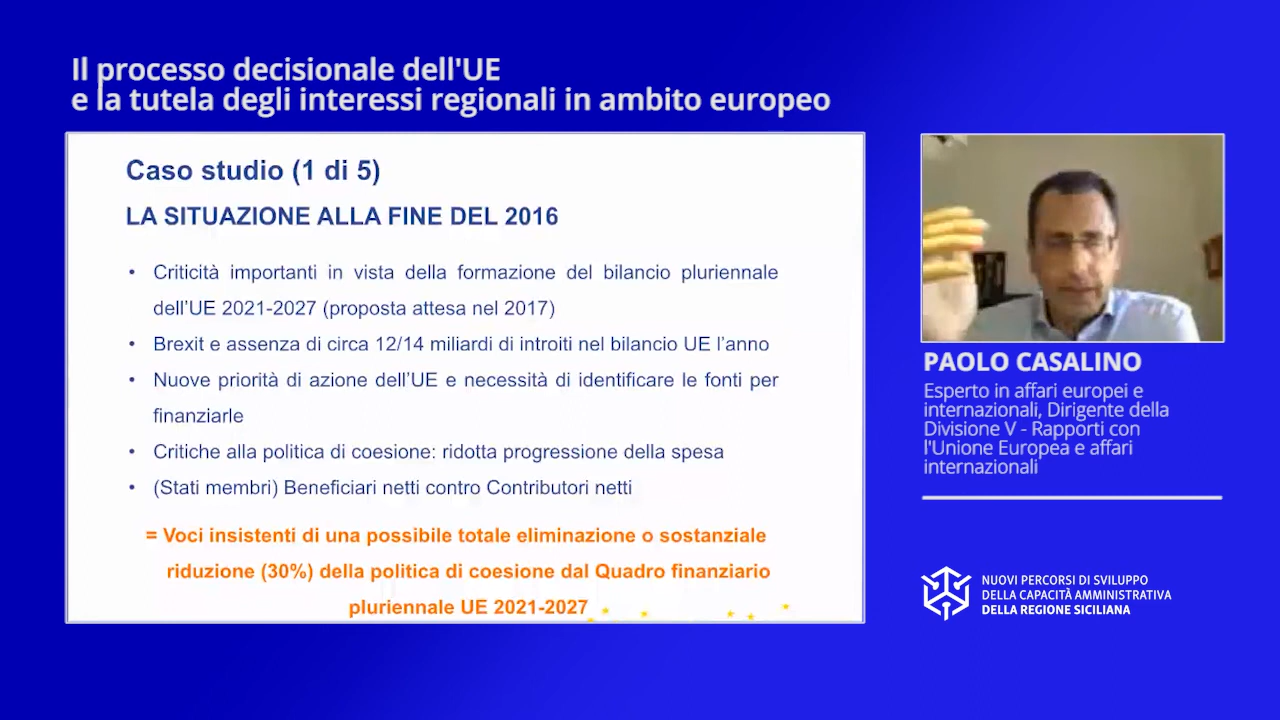 Il processo decisionale dell'UE
e la tutela degli interessi regionali in ambito europeo
Caso studio (1 di 5)
LA SITUAZIONE ALLA FINE DEL 2016
• Criticità importanti in vista della formazione del bilancio pluriennale
dell'UE 2021-2027 (proposta attesa nel 2017)
• Brexit e assenza di circa 12/14 miliardi di introiti nel bilancio UE l'anno
• Nuove priorità di azione dell'UE e necessità di identificare le fonti per
finanziarle
• Critiche alla politica di coesione: ridotta progressione della spesa
• (Stati membri) Beneficiari netti contro Contributori netti
= Voci insistenti di una possibile totale eliminazione o sostanziale
riduzione (30%) della politica di coesione dal Quadro finanziario
pluriennale UE 2021-2027
PAOLO CASALINO
Esperto in affari europei e
internazionali, Dirigente della
Divisione V - Rapporti con
l'Unione Europea e affari
internazionali
NUOVI PERCORSI DI SVILUPPO
DELLA CAPACITÀ AMMINISTRATIVA
DELLA REGIONE SICILIANA